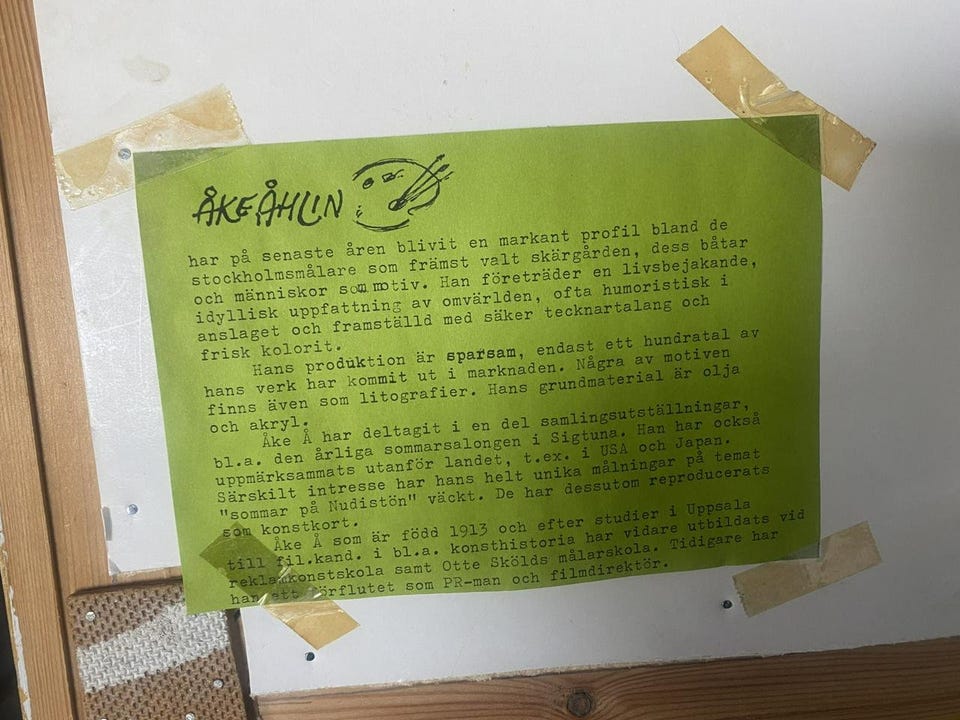 ÅKE ÅHLIN
har på senaste åren blivit en markant profil bland de
stockholmsmålare som främst valt skärgården, dess båtar
och människor som motiv. Han företräder en livsbejakande,
idyllisk uppfattning av omvärlden, ofta humoristisk i
anslaget och framställd med säker tecknartalang och
frisk kolorit.
Hans produktion är sparsam, endast ett hundratal av
hans verk har kommit ut i marknaden. Några av motiven
finns även som litografier. Hans grundmaterial är olja
och akryl.
Åke Å har deltagit i en del samlingsutställningar,
bl.a. den årliga sommarsalongen i Sigtuna. Han har också
uppmärksammats utanför landet, t.ex. i USA och Japan.
Särskilt intresse har hans helt unika målningar på temat
"sommar på Nudistön" väckt. De har dessutom reproducerats
som konstkort.
Åke Å som är född 1913 och efter studier i Uppsala
till fil.kand. i bl.a. konsthistoria har vidare utbildats vid
reklamkonstskola samt Otte Skölds målarskola. Tidigare har
han ett förflutet som PR-man och filmdirektör.